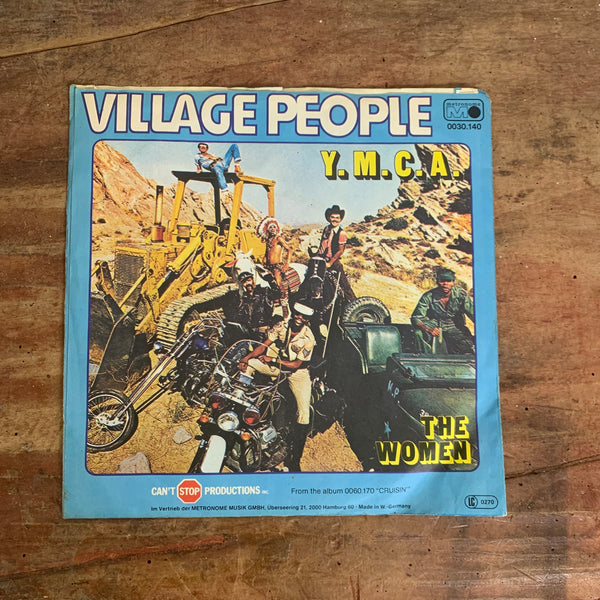 VILLAGE PEOPLE
metronome
0030.140
Y.M.C.A.
THE
WOMEN
CAN'T STOP PRODUCTIONS INC.
From the album 0060.170 "CRUISIN'"
LC 0270
Im Vertrieb der METRONOME MUSIK GMBH, Überseering 21, 2000 Hamburg 60 · Made in W.-Germany